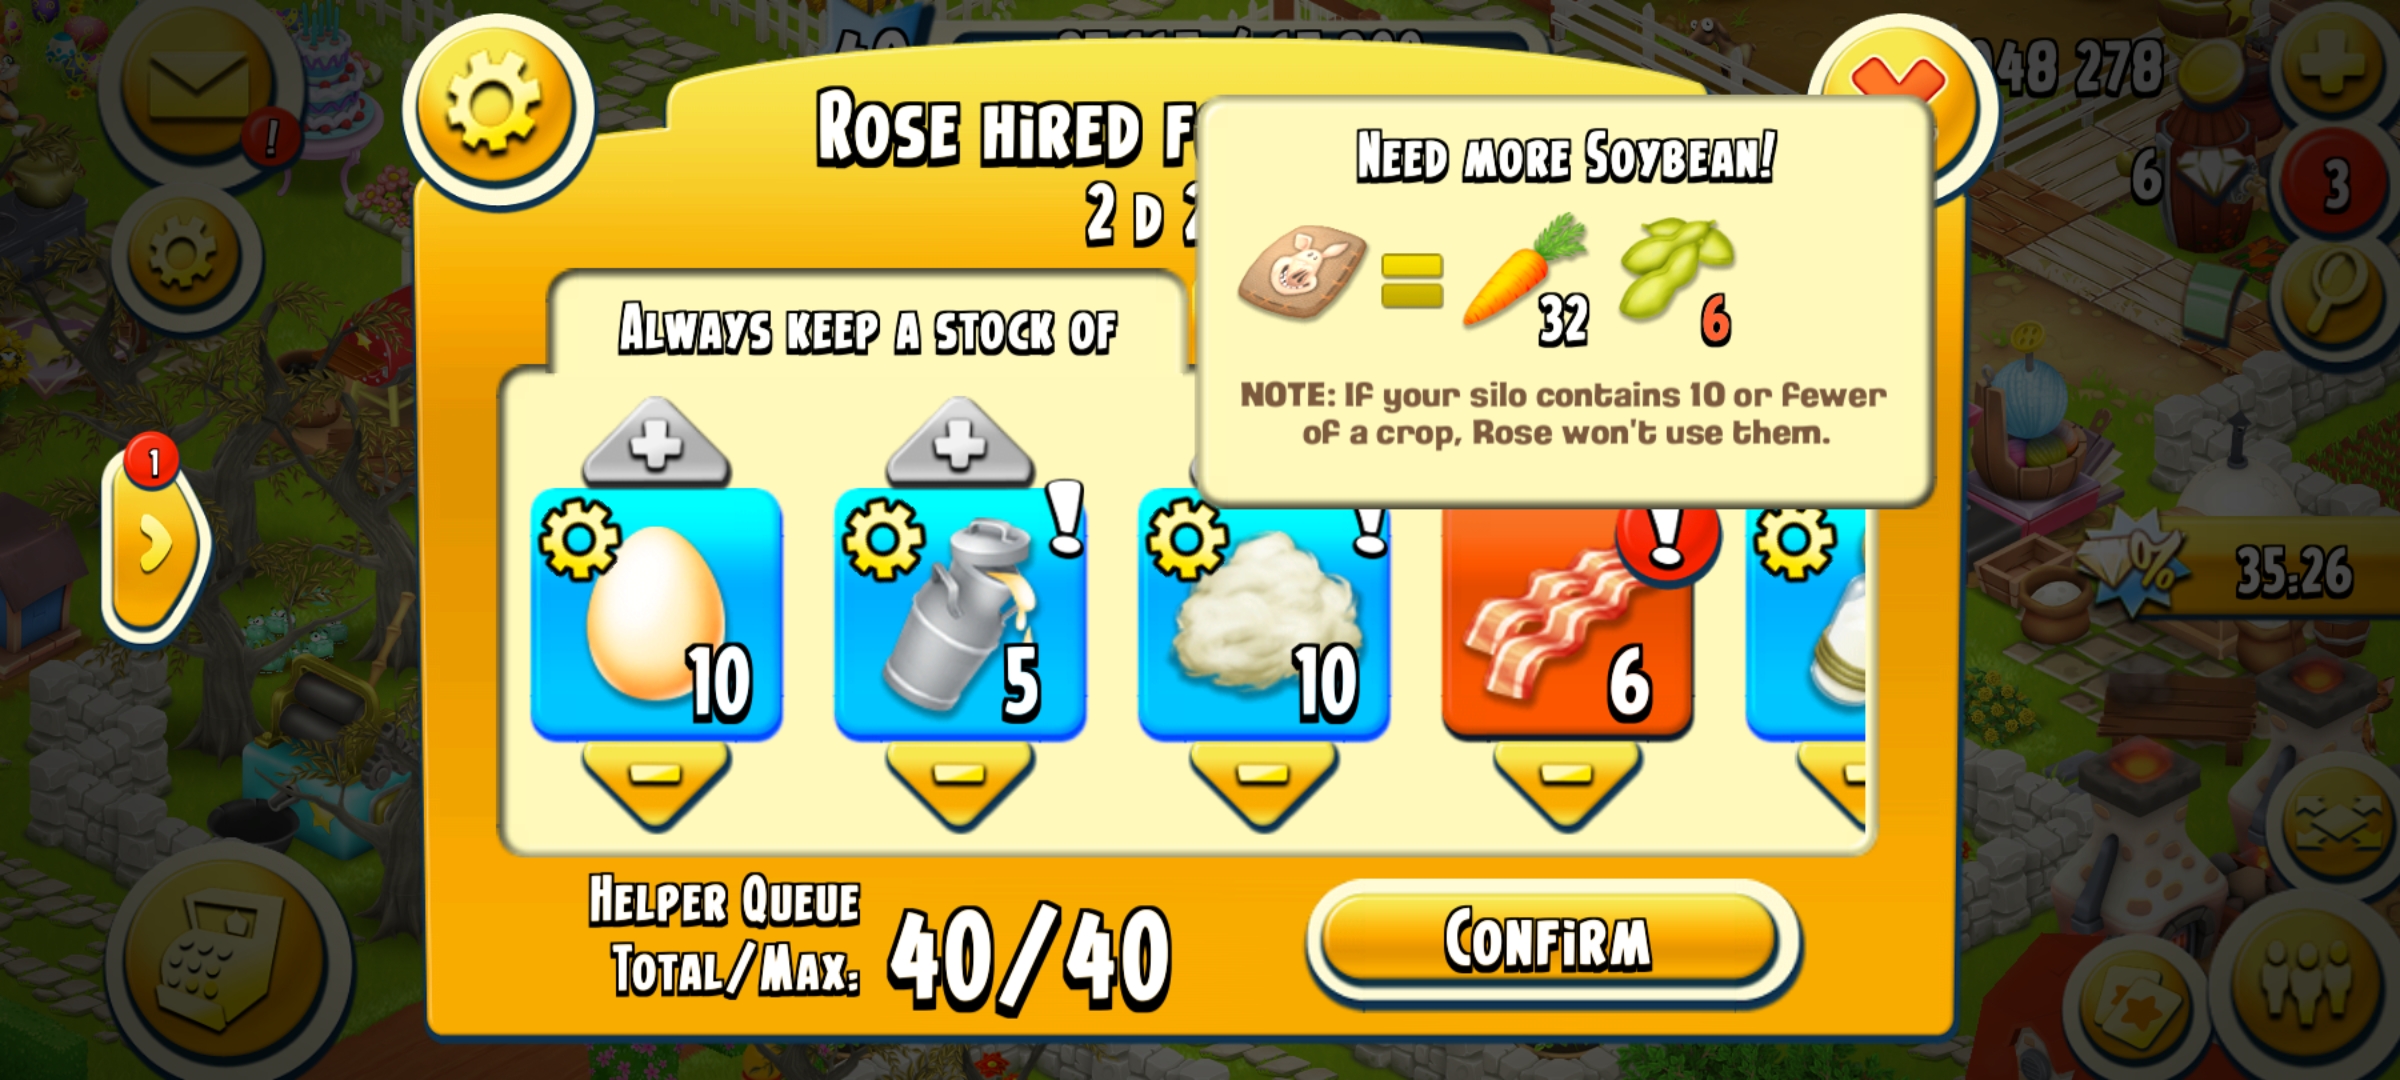 ROSE HIRED F
2 D 2
NEED MORE SOYBEAN!
32
6
NOTE: If your silo contains 10 or fewer
of a crop, Rose won't use them.
ALWAYS KEEP A STOCK OF
10
5
10
6
HELPER QUEUE
TOTAL/MAX:
40/40
CONFIRM
1
!
48 278
6
3
%
35:26